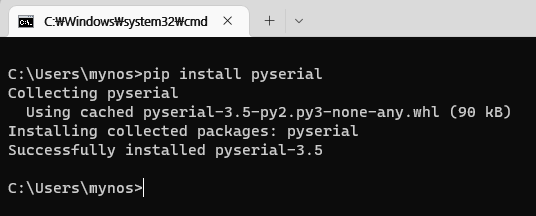 C:₩Windows₩system32₩cmd
C:\Users\mynos>pip install pyserial
Collecting pyserial
  Using cached pyserial-3.5-py2.py3-none-any.whl (90 kB)
Installing collected packages: pyserial
Successfully installed pyserial-3.5
C:\Users\mynos>